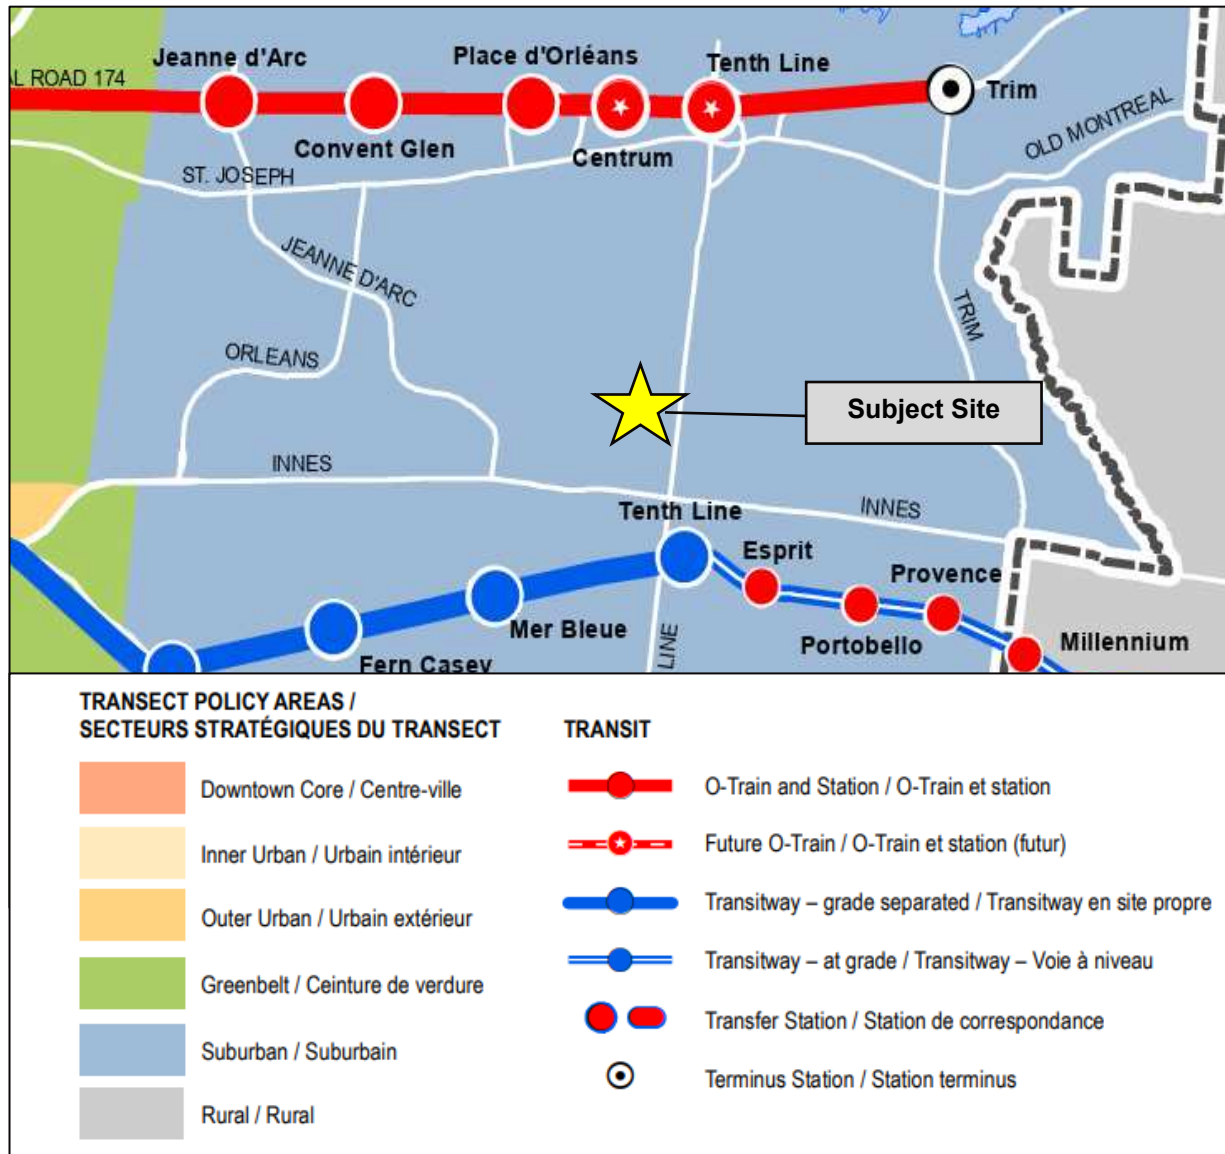 Jeanne d'Arc
Place d'Orléans
Tenth Line
AL ROAD 174
Trim
Convent Glen
Centrum
OLD MONTREAL
ST. JOSEPH
JEANNE D'ARC
TRIM
ORLEANS
Subject Site
INNES
INNES
Tenth Line
Esprit
Provence
Mer Bleue
LINE
Portobello
Millennium
Fern Casey
TRANSECT POLICY AREAS /
SECTEURS STRATÉGIQUES DU TRANSECT
Downtown Core / Centre-ville
Inner Urban / Urbain intérieur
Outer Urban / Urbain extérieur
Greenbelt / Ceinture de verdure
Suburban / Suburbain
Rural / Rural
TRANSIT
O-Train and Station / O-Train et station
Future O-Train / O-Train et station (futur)
Transitway – grade separated / Transitway en site propre
Transitway – at grade / Transitway – Voie à niveau
Transfer Station / Station de correspondance
Terminus Station / Station terminus